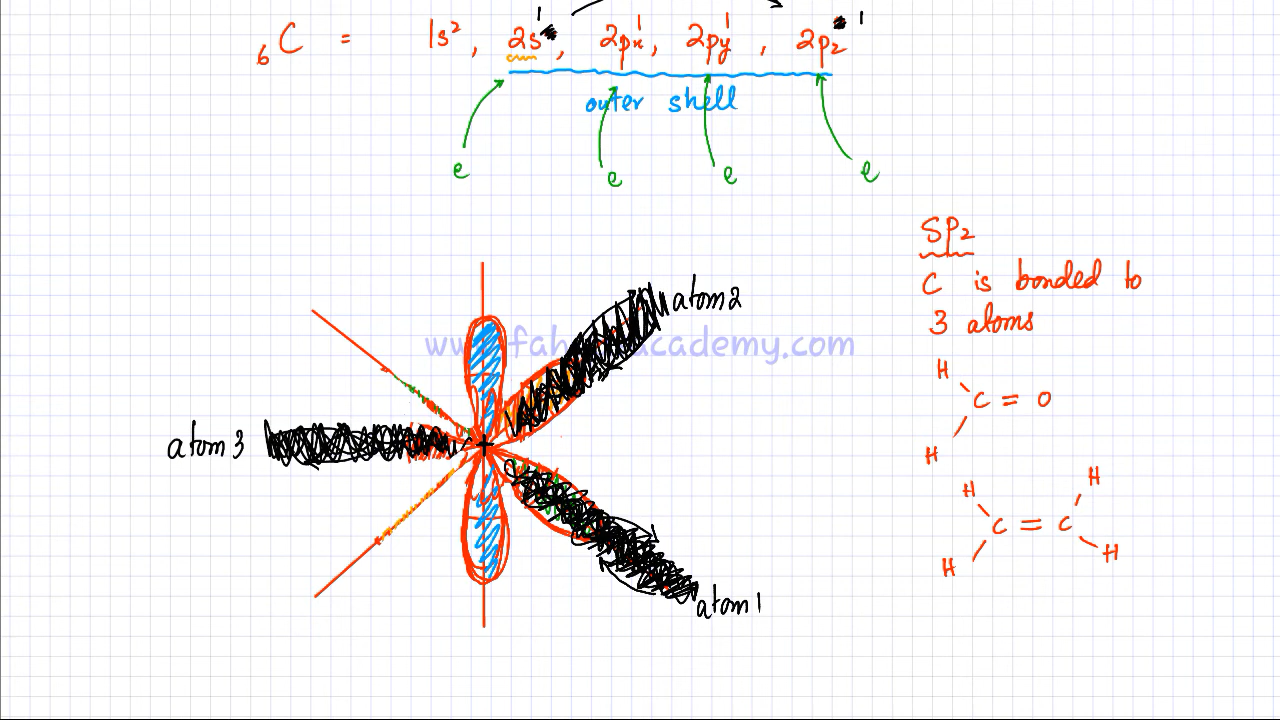 ₆C = 1s², 2s¹, 2px¹, 2py¹, 2pz¹
outer shell
e e e e
SP₂
C is bonded to
3 atoms
atom 2
atom 3
atom 1
H
C = O
H
H H
C = C
H H